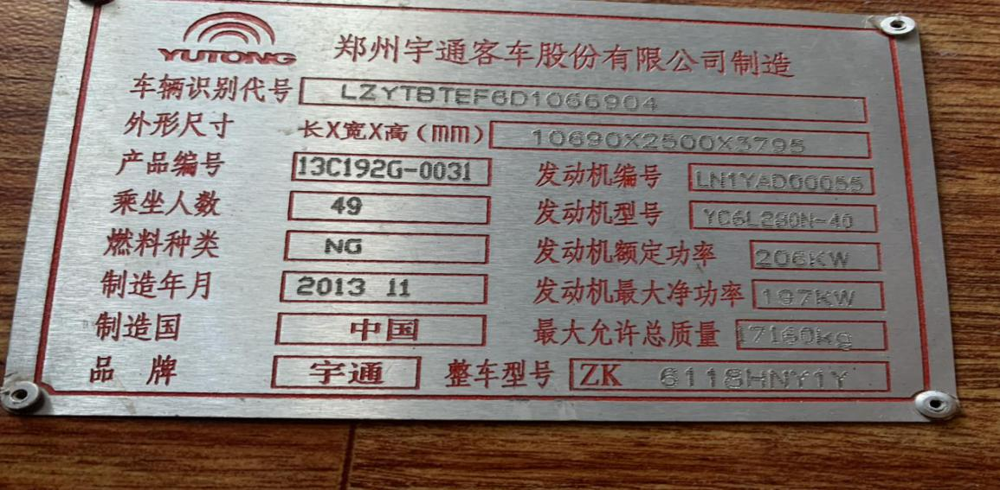 YUTONG
郑州宇通客车股份有限公司制造
车辆识别代号 LZYTBTEF6D1066904
外形尺寸 长X宽X高(mm) 10690X2500X3795
产品编号 13C192G-0031 发动机编号 LN1YAD00055
乘坐人数 49 发动机型号 YC6L280N-40
燃料种类 NG 发动机额定功率 206KW
制造年月 2013 11 发动机最大净功率 197KW
制造国 中国 最大允许总质量 17160kg
品牌 宇通 整车型号 ZK 6118HNY1Y